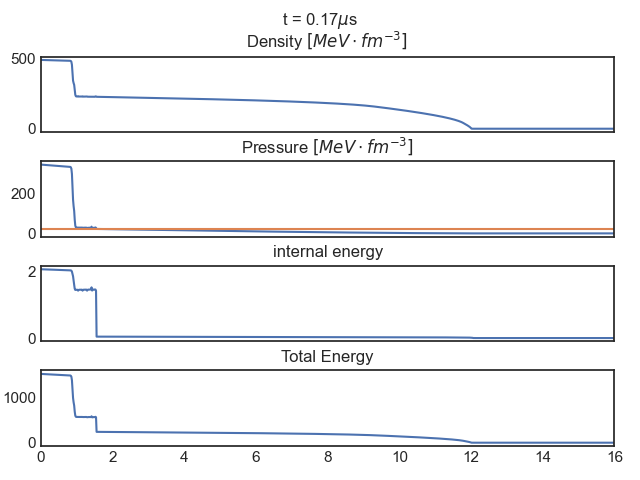 t = 0.17μs
Density [MeV · fm⁻³]
500
0
Pressure [MeV · fm⁻³]
200
0
internal energy
2
0
Total Energy
1000
0
0 2 4 6 8 10 12 14 16